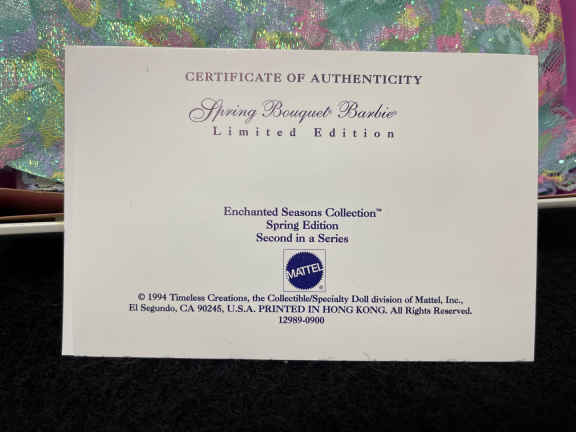 CERTIFICATE OF AUTHENTICITY
Spring Bouquet® Barbie®
Limited Edition
Enchanted Seasons Collection™
Spring Edition
Second in a Series
MATTEL
®
© 1994 Timeless Creations, the Collectible/Specialty Doll division of Mattel, Inc.,
El Segundo, CA 90245, U.S.A. PRINTED IN HONG KONG. All Rights Reserved.
12989-0900